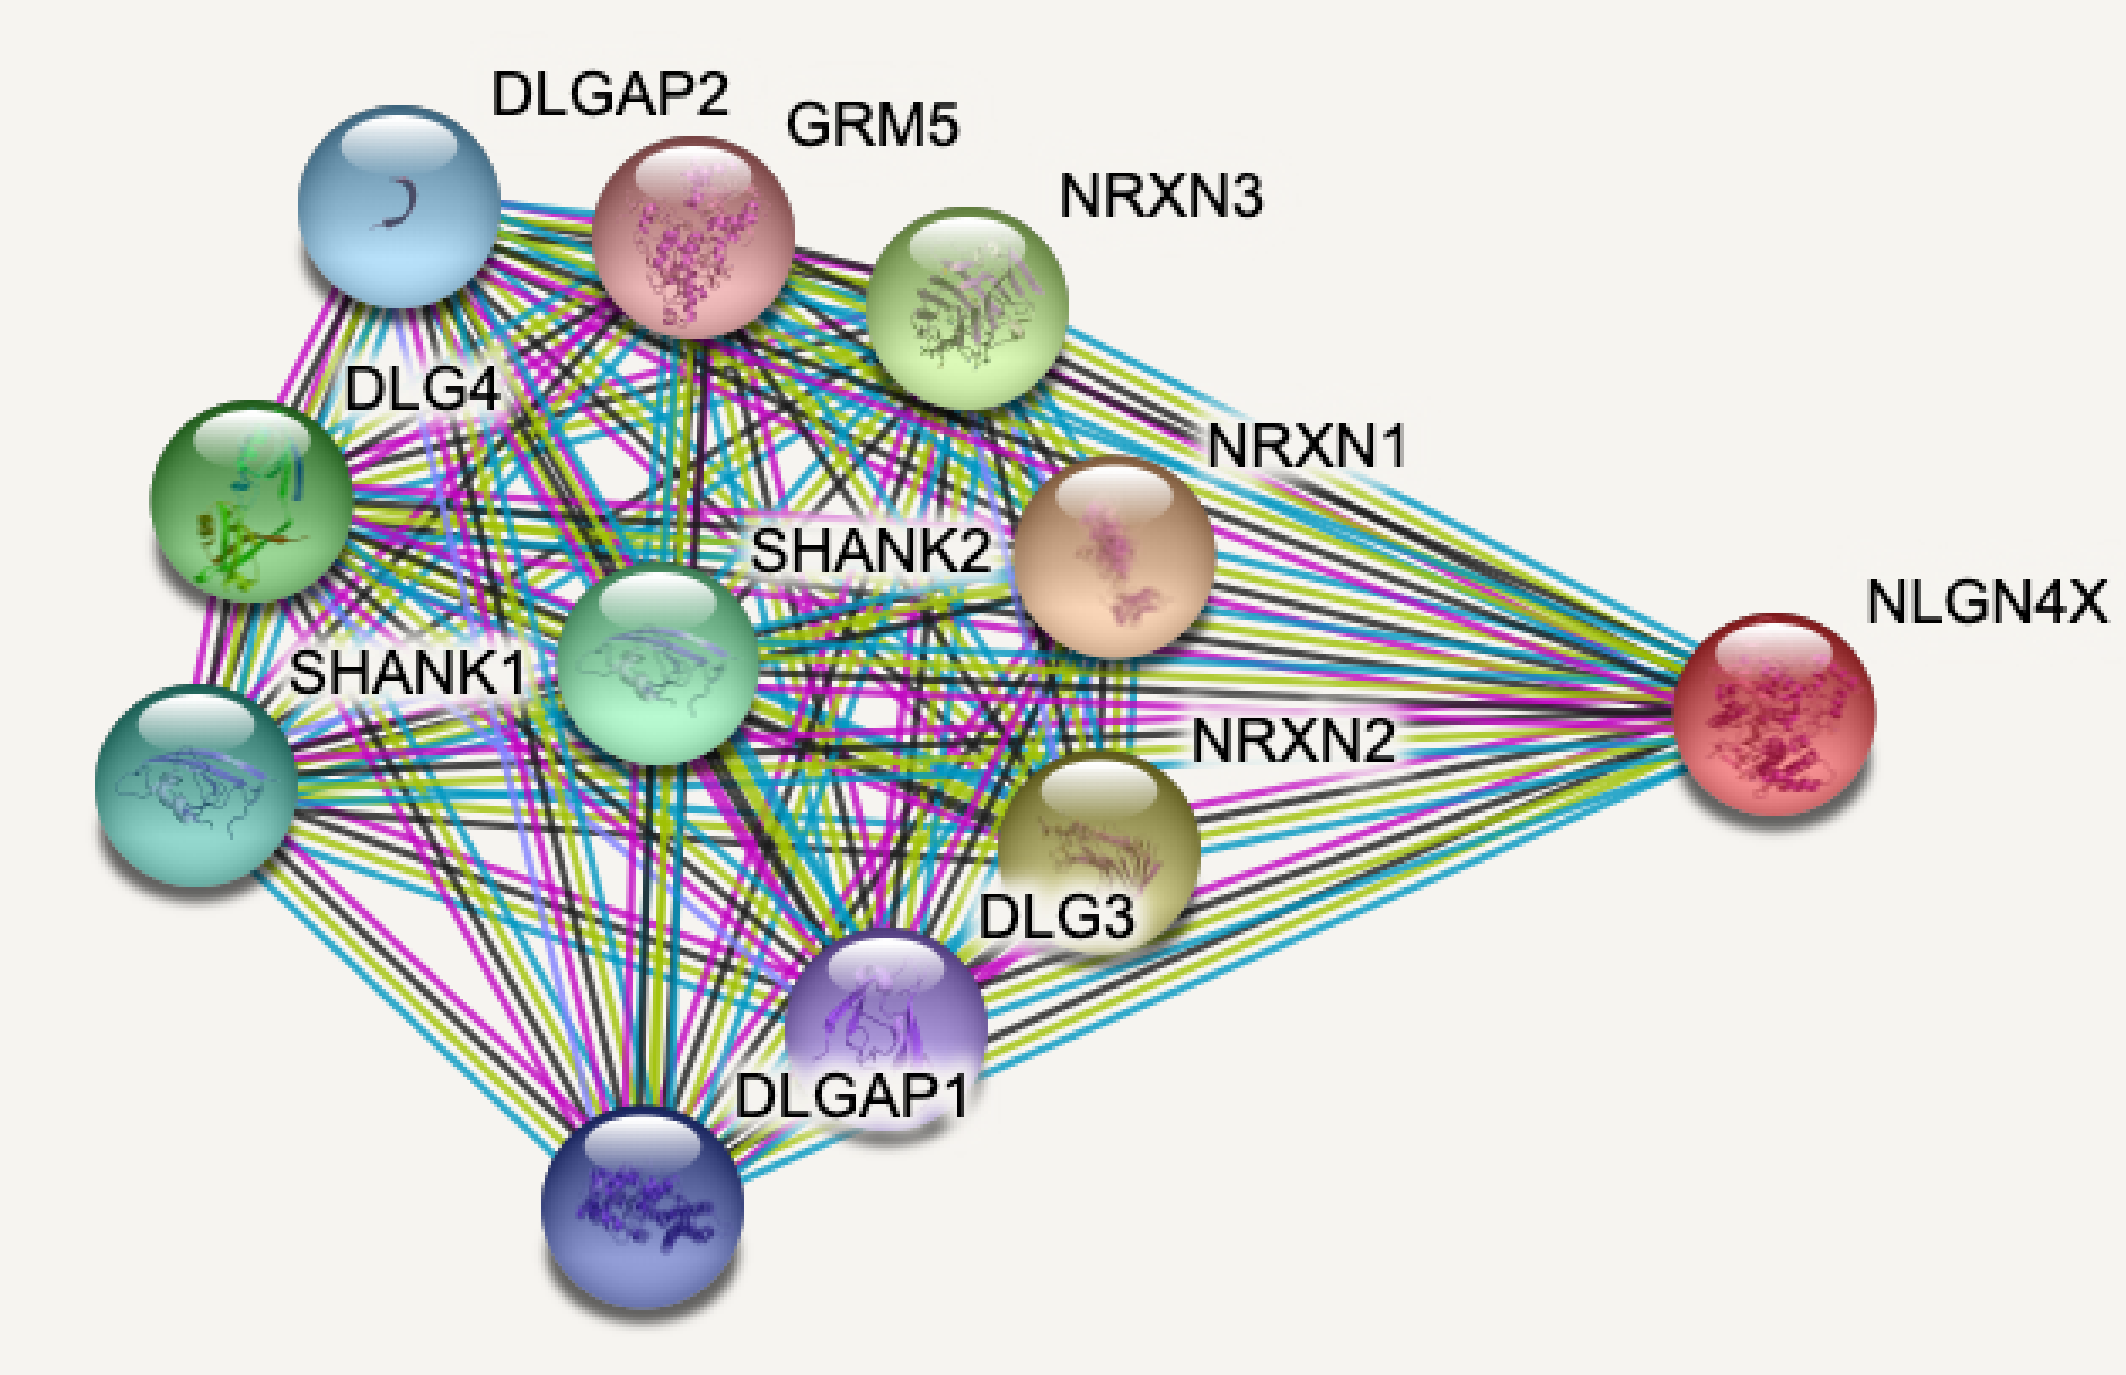 DLGAP2
GRM5
NRXN3
DLG4
NRXN1
SHANK2
NLGN4X
SHANK1
NRXN2
DLG3
DLGAP1